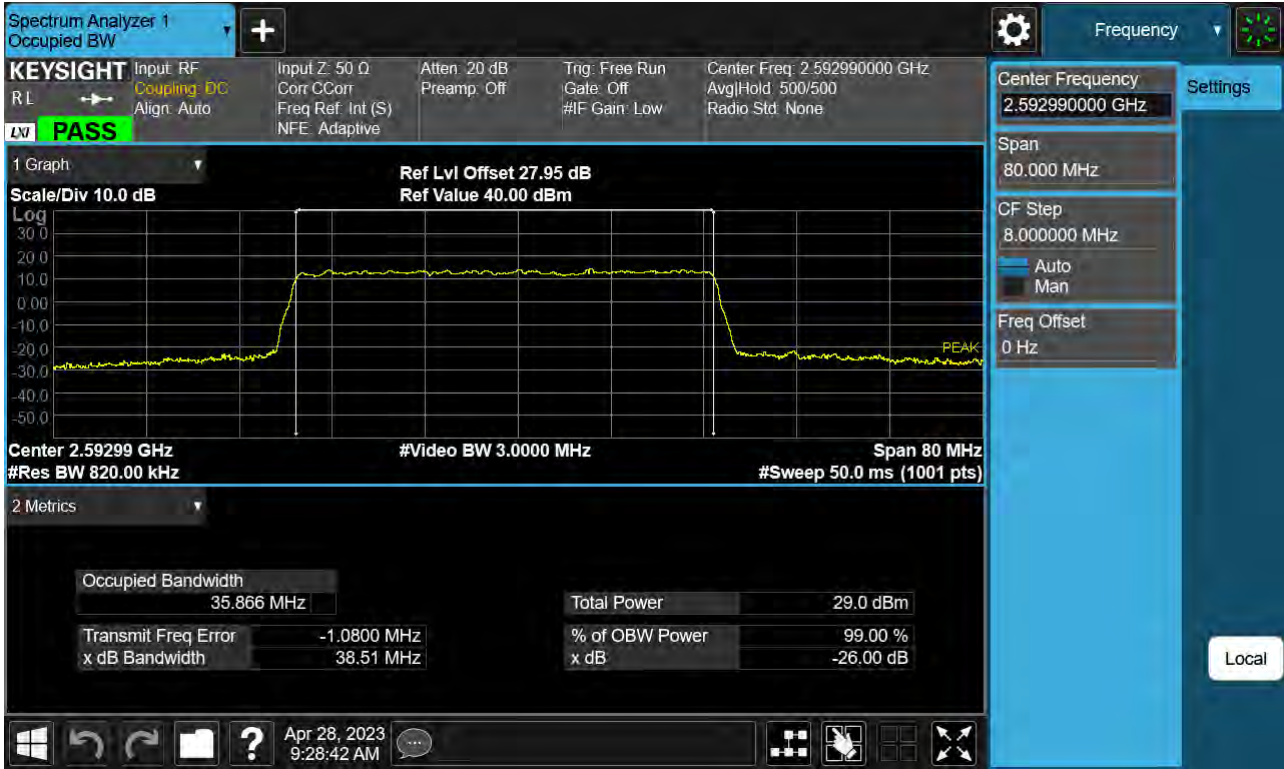 Spectrum Analyzer 1
Occupied BW
Frequency
KEYSIGHT
R L
LXI
PASS
Input: RF
Coupling: DC
Align: Auto
Input Z: 50 Ω
Corr CCorr
Freq Ref: Int (S)
NFE: Adaptive
Atten: 20 dB
Preamp: Off
Trig: Free Run
Gate: Off
#IF Gain: Low
Center Freq: 2.592990000 GHz
Avg|Hold: 500/500
Radio Std: None
1 Graph
Scale/Div 10.0 dB
Ref Lvl Offset 27.95 dB
Ref Value 40.00 dBm
Log
30.0
20.0
10.0
0.00
-10.0
-20.0
-30.0
-40.0
-50.0
PEAK
Center 2.59299 GHz
#Video BW 3.0000 MHz
Span 80 MHz
#Res BW 820.00 kHz
#Sweep 50.0 ms (1001 pts)
2 Metrics
Occupied Bandwidth
35.866 MHz
Total Power 29.0 dBm
Transmit Freq Error -1.0800 MHz
% of OBW Power 99.00 %
x dB Bandwidth 38.51 MHz
x dB -26.00 dB
Center Frequency
2.592990000 GHz
Settings
Span
80.000 MHz
CF Step
8.000000 MHz
Auto
Man
Freq Offset
0 Hz
Local
?
Apr 28, 2023
9:28:42 AM